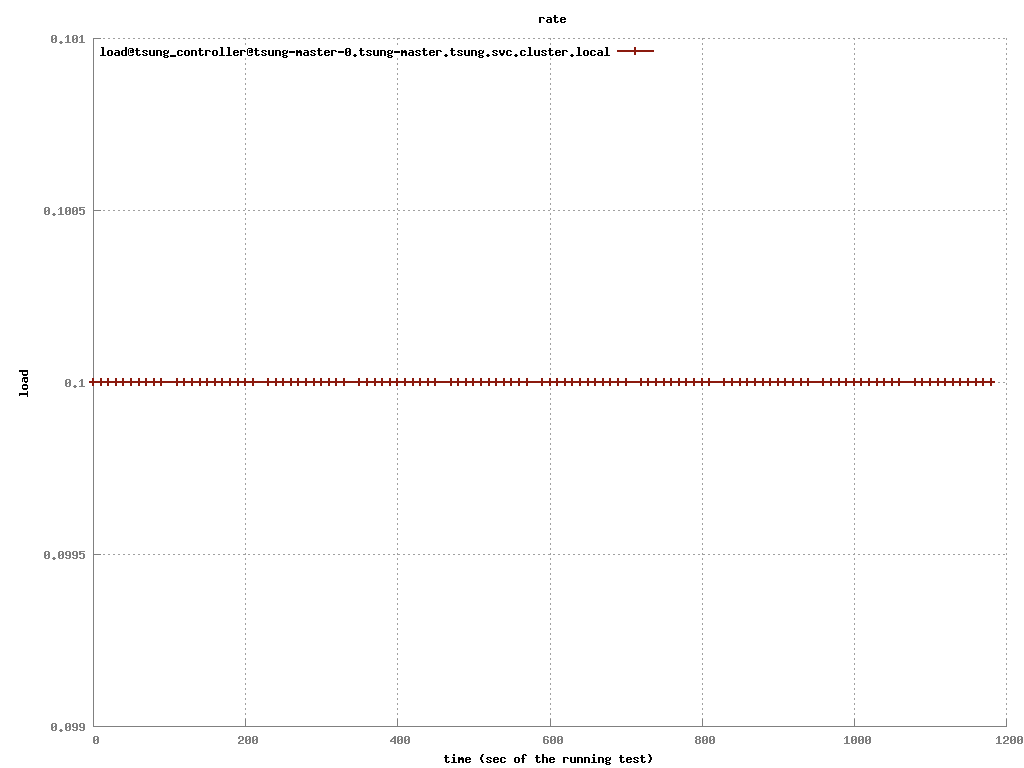 rate
0.101
load@tsung_controller@tsung-master-0.tsung-master.tsung.svc.cluster.local
0.1005
load
0.1
0.0995
0.099
0 200 400 600 800 1000 1200
time (sec of the running test)